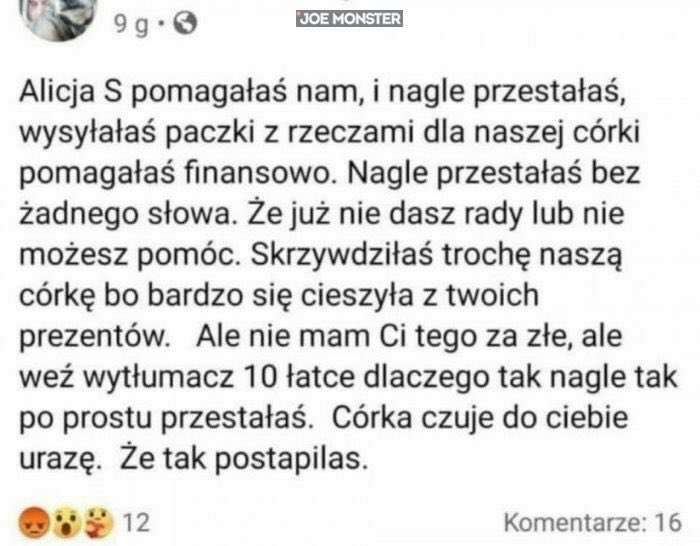 9 g ·
JOE MONSTER
Alicja S pomagałaś nam, i nagle przestałaś,
wysyłałaś paczki z rzeczami dla naszej córki
pomagałaś finansowo. Nagle przestałaś bez
żadnego słowa. Że już nie dasz rady lub nie
możesz pomóc. Skrzywdziłaś trochę naszą
córkę bo bardzo się cieszyła z twoich
prezentów. Ale nie mam Ci tego za złe, ale
weź wytłumacz 10 łatce dlaczego tak nagle tak
po prostu przestałaś. Córka czuje do ciebie
urazę. Że tak postapilas.
12
Komentarze: 16